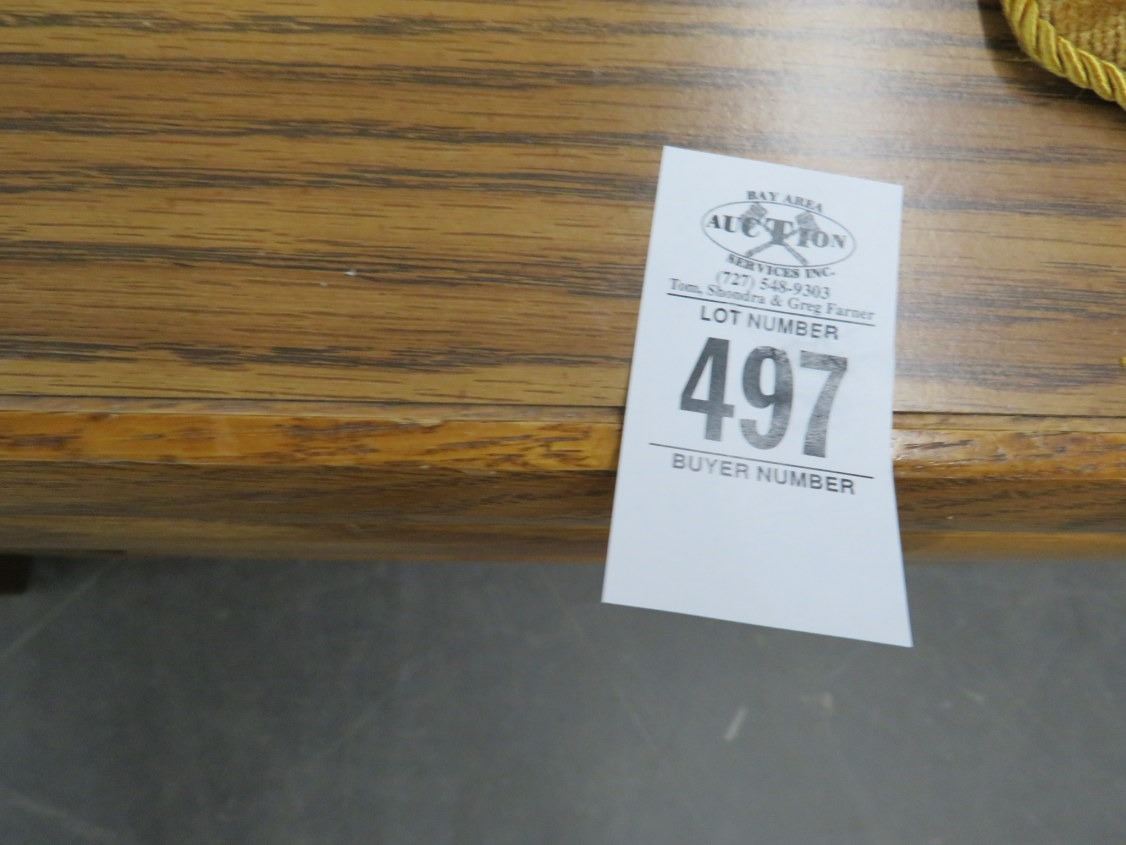 BAY AREA
AUCTION
SERVICES INC.
(727) 548-9303
Tom, Shondra & Greg Farner
LOT NUMBER
497
BUYER NUMBER